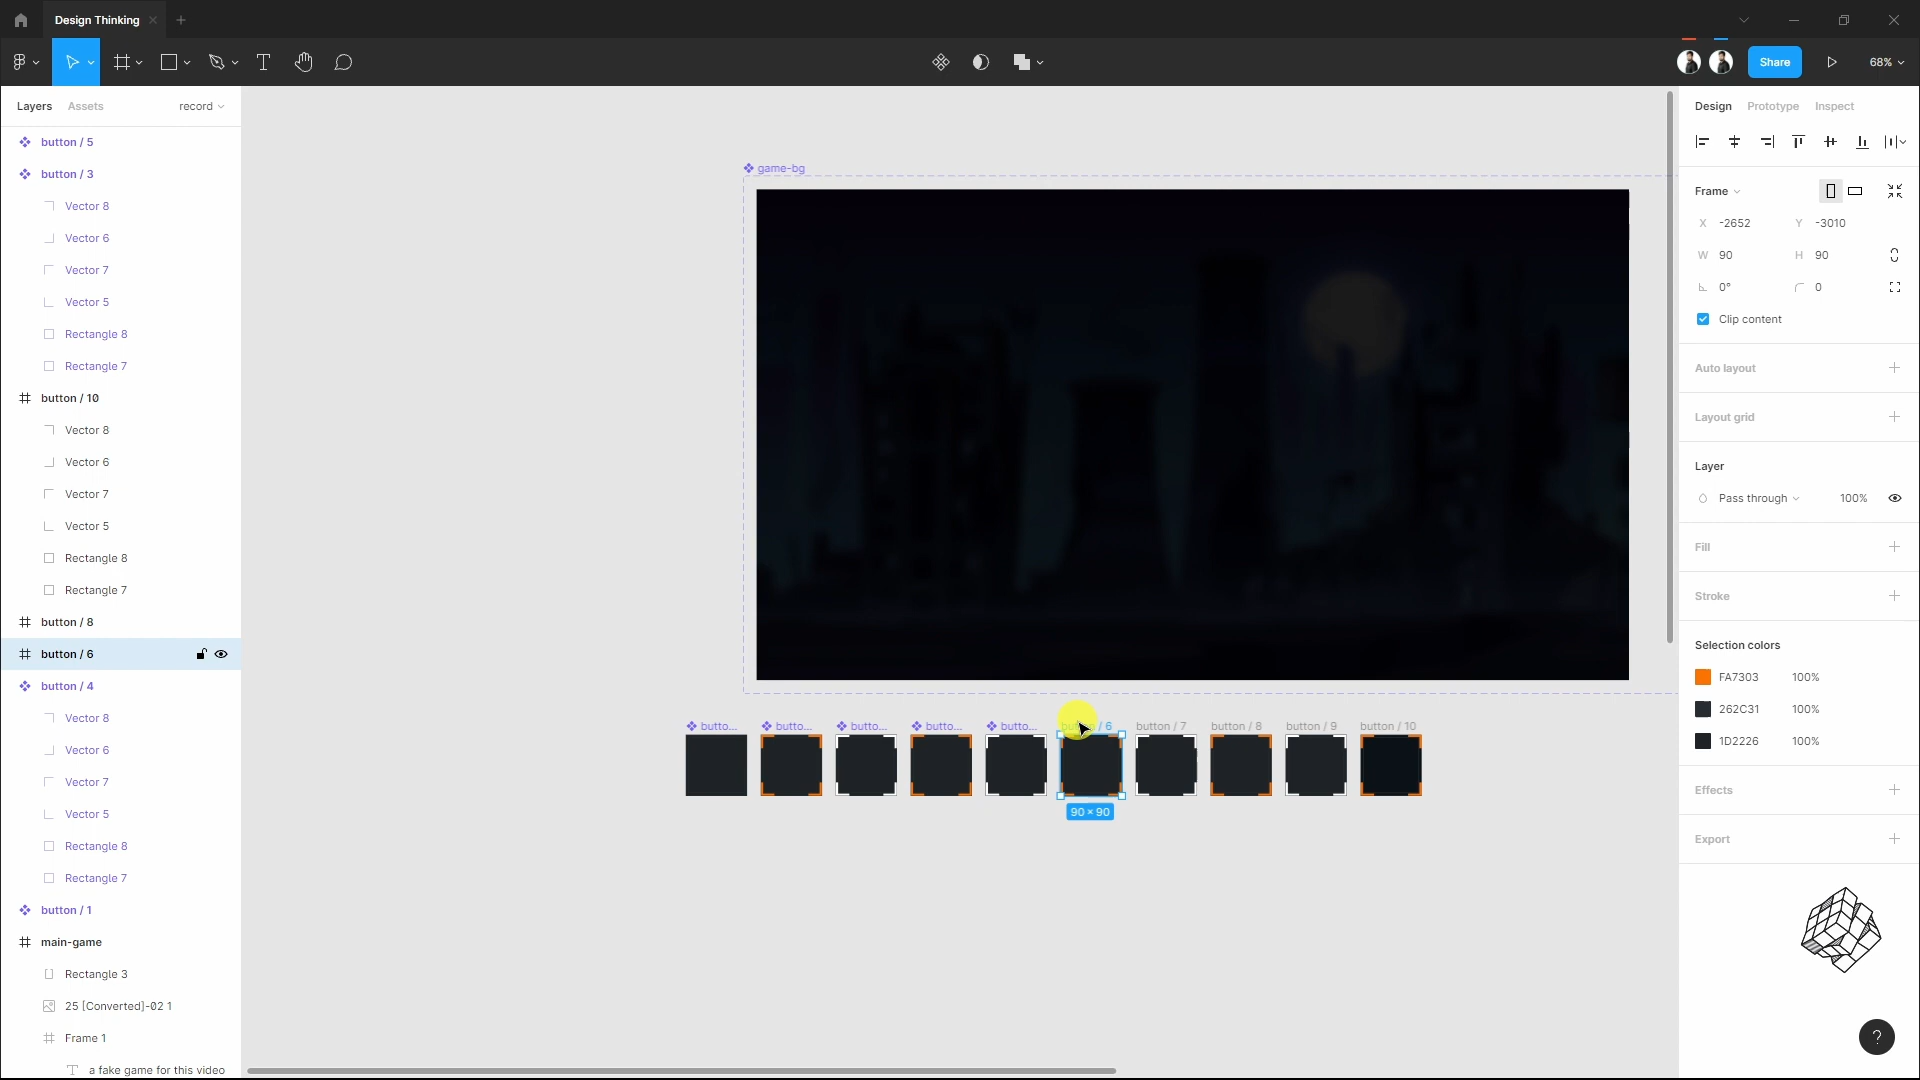 Design Thinking
Share
68%
Layers
Assets
record
button / 5
button / 3
Vector 8
Vector 6
Vector 7
Vector 5
Rectangle 8
Rectangle 7
button / 10
Vector 8
Vector 6
Vector 7
Vector 5
Rectangle 8
Rectangle 7
button / 8
button / 6
button / 4
Vector 8
Vector 6
Vector 7
Vector 5
Rectangle 8
Rectangle 7
button / 1
main-game
Rectangle 3
25 [Converted]-02 1
Frame 1
a fake game for this video
game-bg
butto...
butto...
butto...
butto...
butto...
/ 6
button / 7
button / 8
button / 9
button / 10
90 × 90
Design
Prototype
Inspect
Frame
X -2652
Y -3010
W 90
H 90
0°
0
Clip content
Auto layout
Layout grid
Layer
Pass through
100%
Fill
Stroke
Selection colors
FA7303 100%
262C31 100%
1D2226 100%
Effects
Export
?